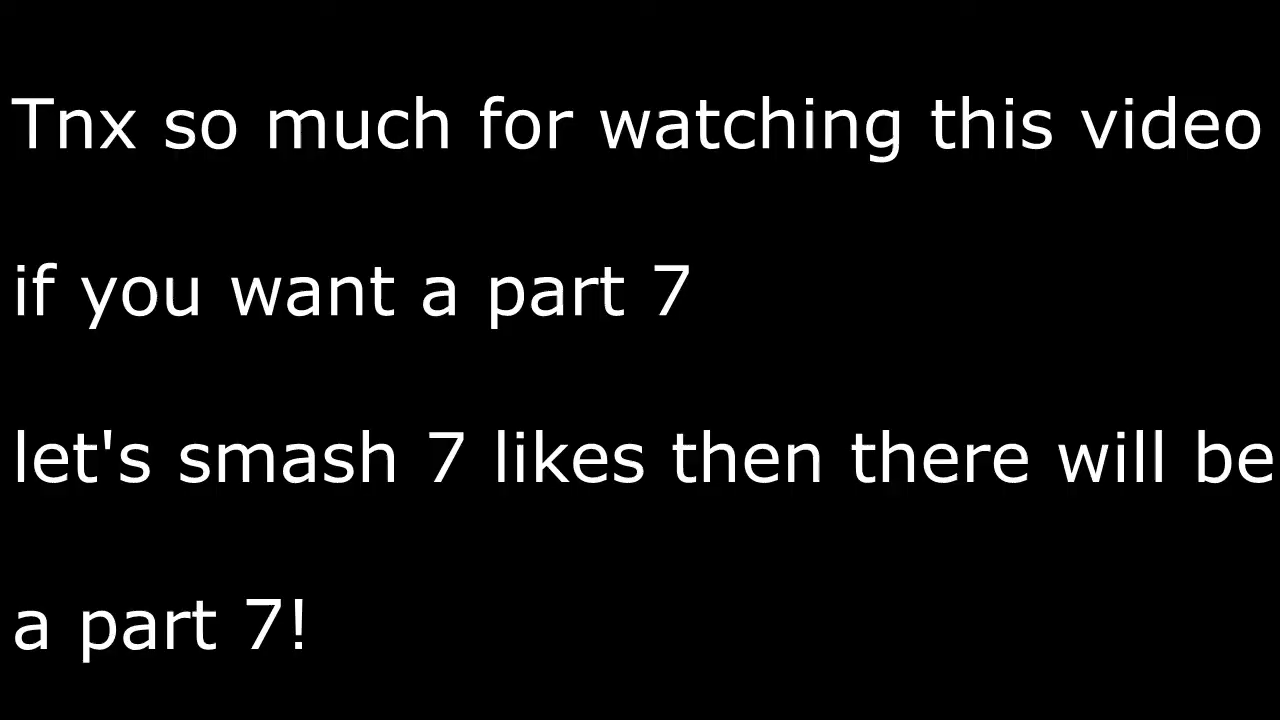 Tnx so much for watching this video
if you want a part 7
let's smash 7 likes then there will be
a part 7!